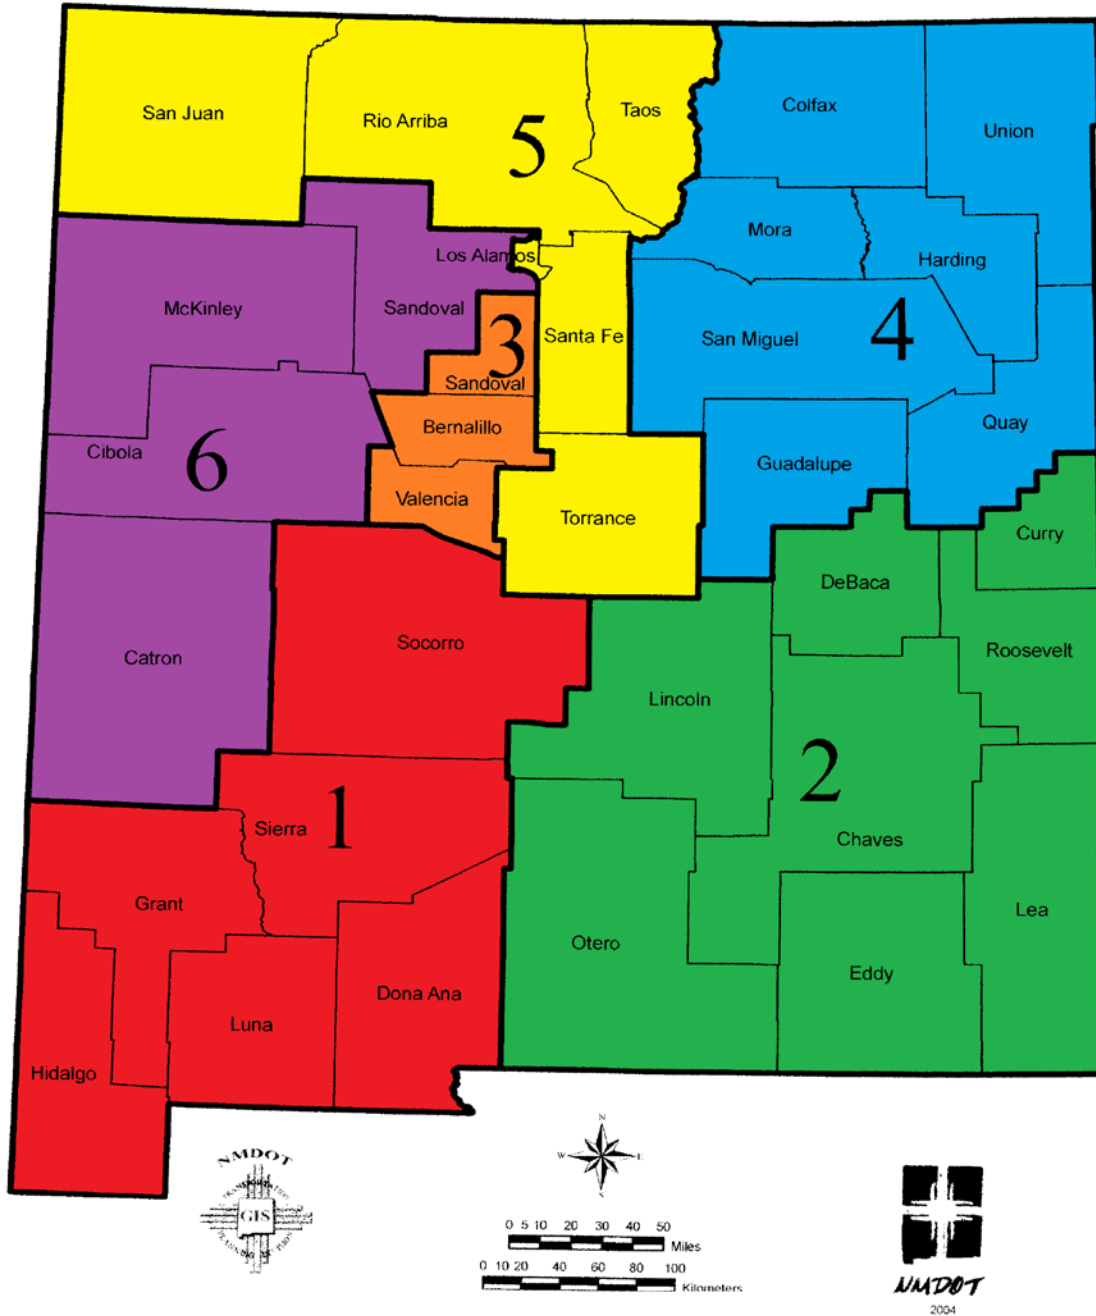 San Juan
Rio Arriba
5
Taos
Colfax
Union
Mora
Harding
Los Alamos
McKinley
Sandoval
3
Santa Fe
San Miguel
4
Sandoval
Bernalillo
Quay
Cibola
6
Guadalupe
Valencia
Torrance
Curry
DeBaca
Catron
Socorro
Roosevelt
Lincoln
2
Sierra
1
Chaves
Grant
Otero
Lea
Eddy
Dona Ana
Luna
Hidalgo
NMDOT
GIS
N
W
E
S
0 5 10 20 30 40 50
Miles
0 10 20 40 60 80 100
Kilometers
NMDOT
2004